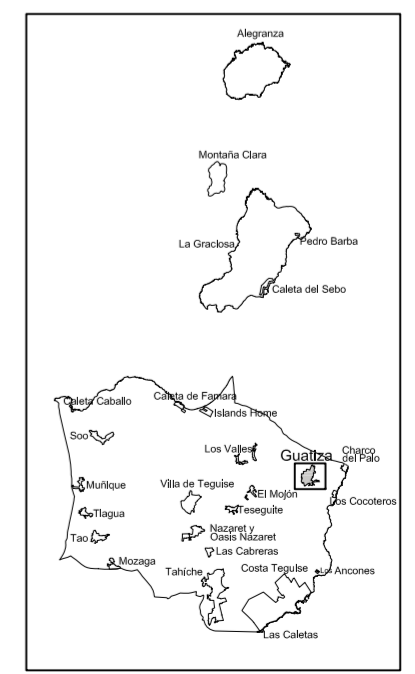 Alegranza
Montaña Clara
La Graciosa
Pedro Barba
Caleta del Sebo
Caleta Caballo
Caleta de Famara
Islands Home
Soo
Los Valles
Guatiza
Charco
del Palo
Muñique
Villa de Teguise
El Mojón
Los Cocoteros
Tiagua
Teseguite
Tao
Nazaret y
Oasis Nazaret
Las Cabreras
Mozaga
Tahíche
Costa Teguise
Los Ancones
Las Caletas